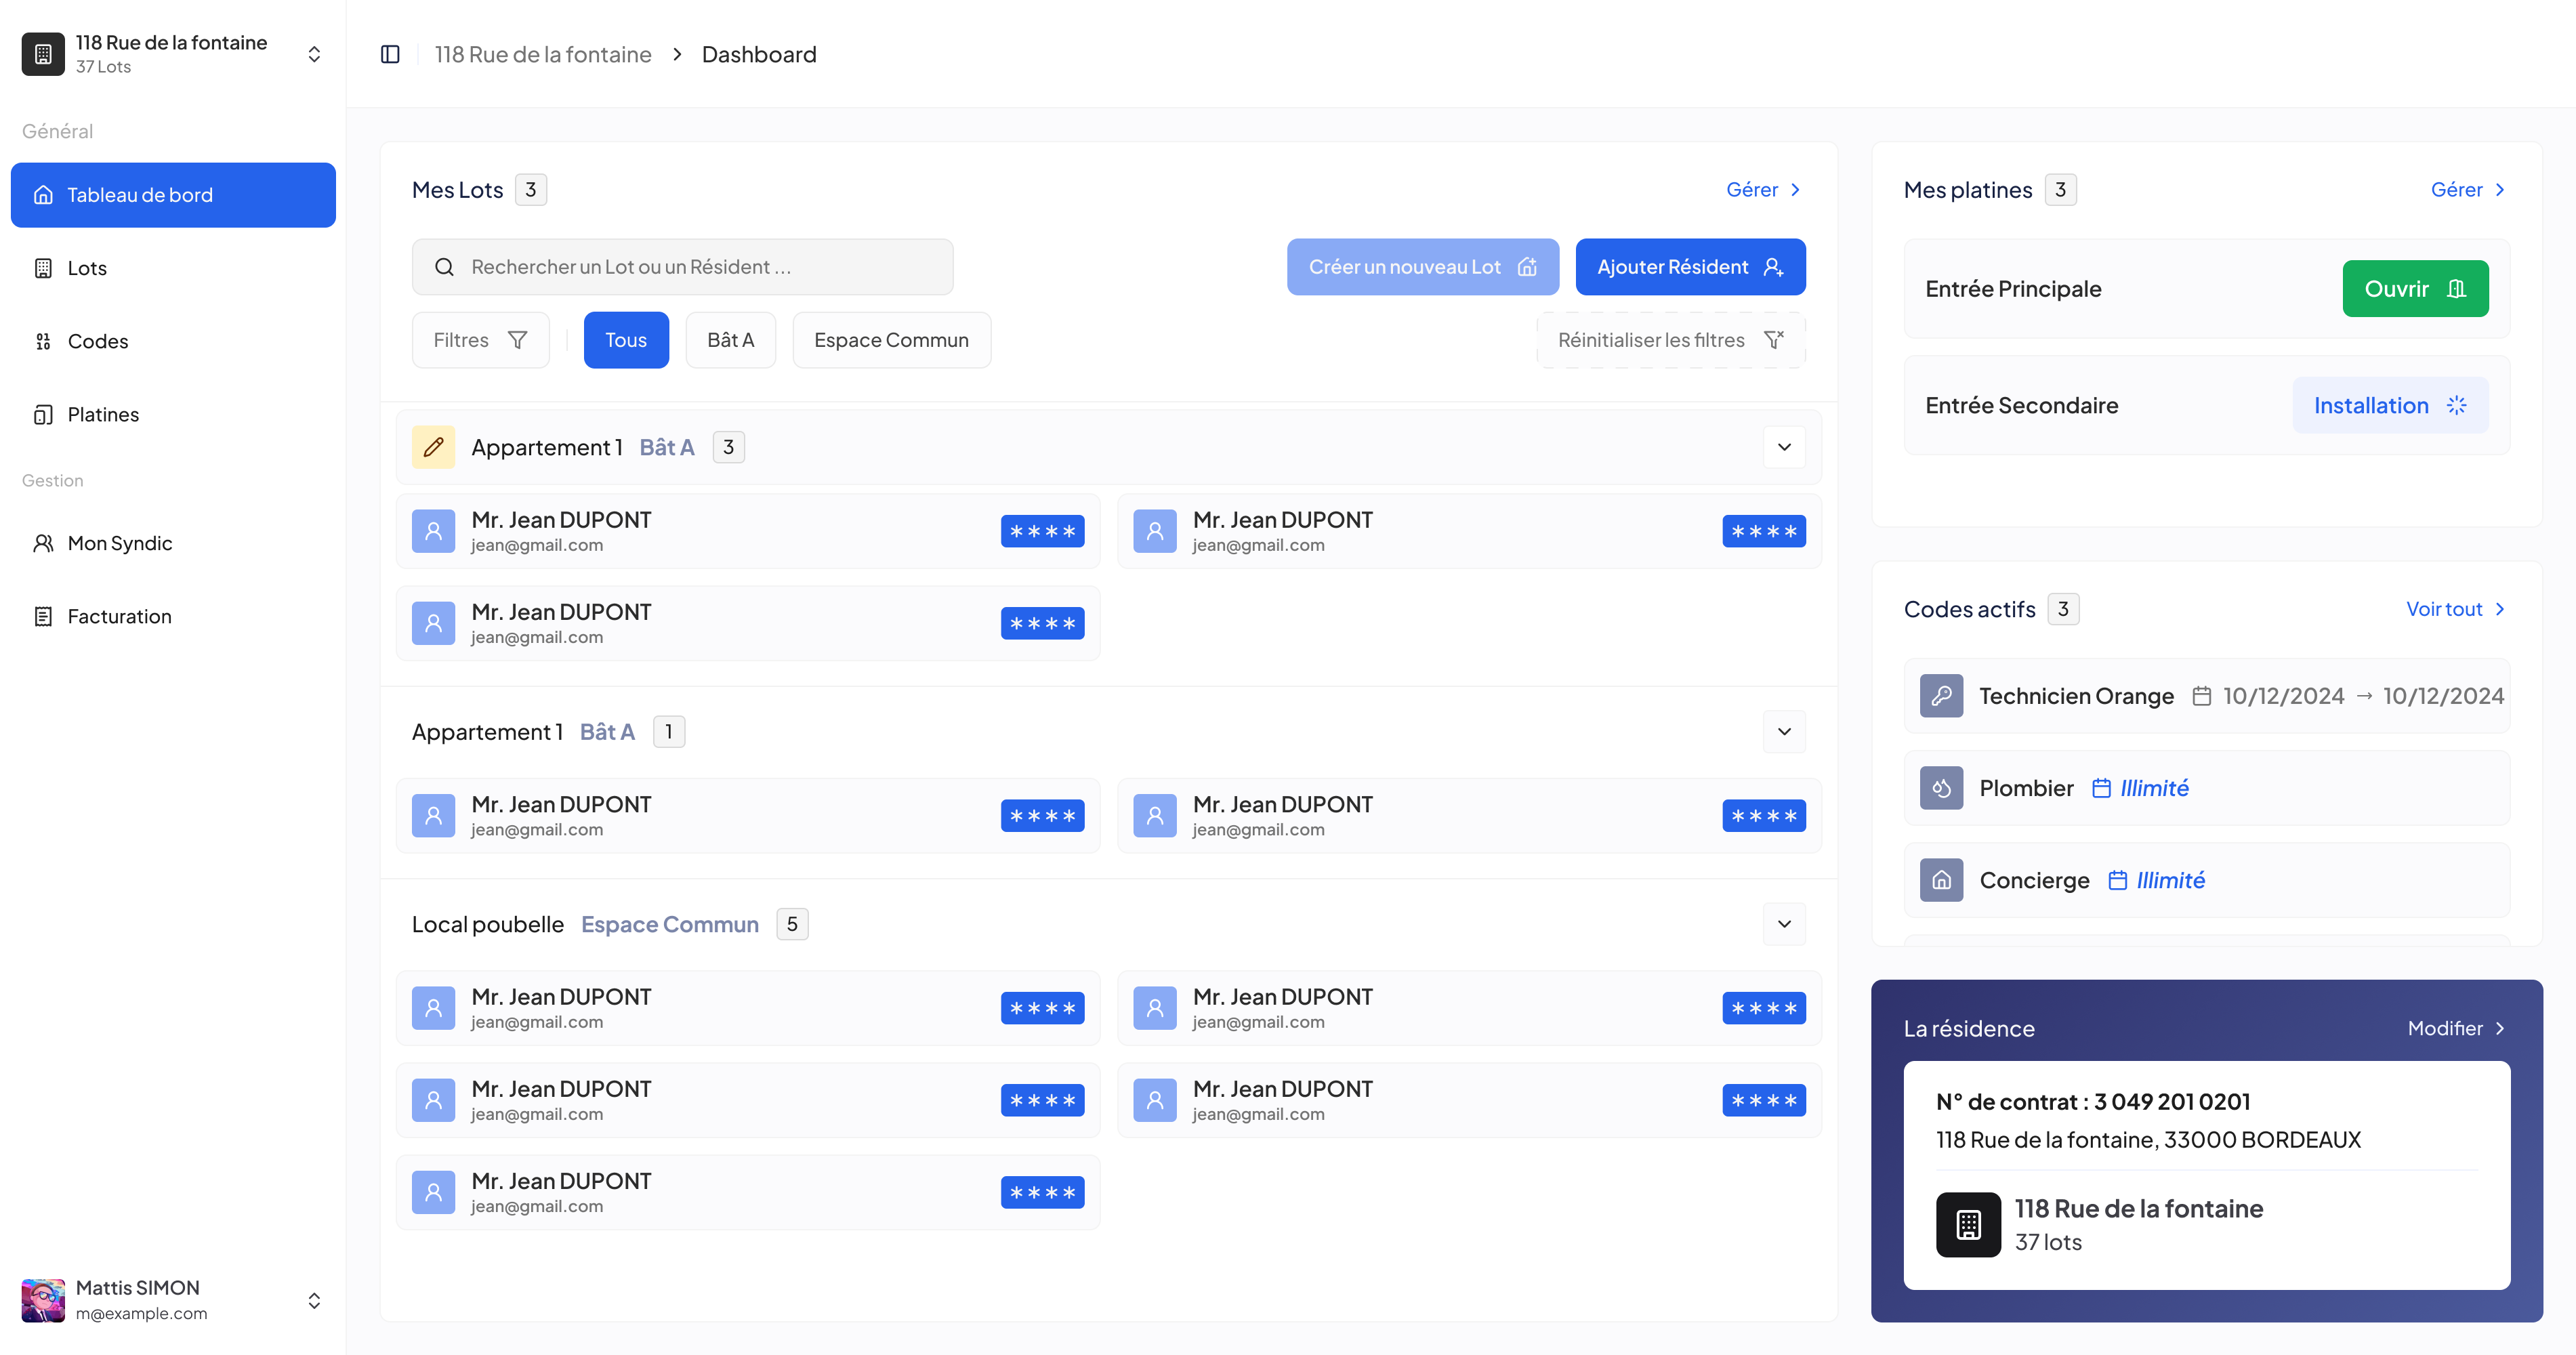 118 Rue de la fontaine
37 Lots
Général
Tableau de bord
Lots
Codes
Platines
Gestion
Mon Syndic
Facturation
Mattis SIMON
m@example.com
118 Rue de la fontaine > Dashboard
Mes Lots 3 Gérer
Rechercher un Lot ou un Résident ... Créer un nouveau Lot Ajouter Résident
Filtres Tous Bât A Espace Commun Réinitialiser les filtres
Appartement 1 Bât A 3
Mr. Jean DUPONT
jean@gmail.com
****
Mr. Jean DUPONT
jean@gmail.com
****
Mr. Jean DUPONT
jean@gmail.com
****
Appartement 1 Bât A 1
Mr. Jean DUPONT
jean@gmail.com
****
Mr. Jean DUPONT
jean@gmail.com
****
Local poubelle Espace Commun 5
Mr. Jean DUPONT
jean@gmail.com
****
Mr. Jean DUPONT
jean@gmail.com
****
Mr. Jean DUPONT
jean@gmail.com
****
Mr. Jean DUPONT
jean@gmail.com
****
Mr. Jean DUPONT
jean@gmail.com
****
Mes platines 3 Gérer
Entrée Principale Ouvrir
Entrée Secondaire Installation
Codes actifs 3 Voir tout
Technicien Orange 10/12/2024 → 10/12/2024
Plombier Illimité
Concierge Illimité
La résidence Modifier
N° de contrat : 3 049 201 0201
118 Rue de la fontaine, 33000 BORDEAUX
118 Rue de la fontaine
37 lots